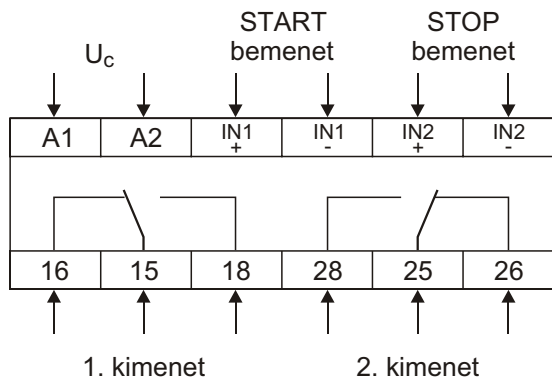 START STOP
U_c bemenet bemenet
A1 A2 IN1 + IN1 - IN2 + IN2 -
16 15 18 28 25 26
1. kimenet 2. kimenet